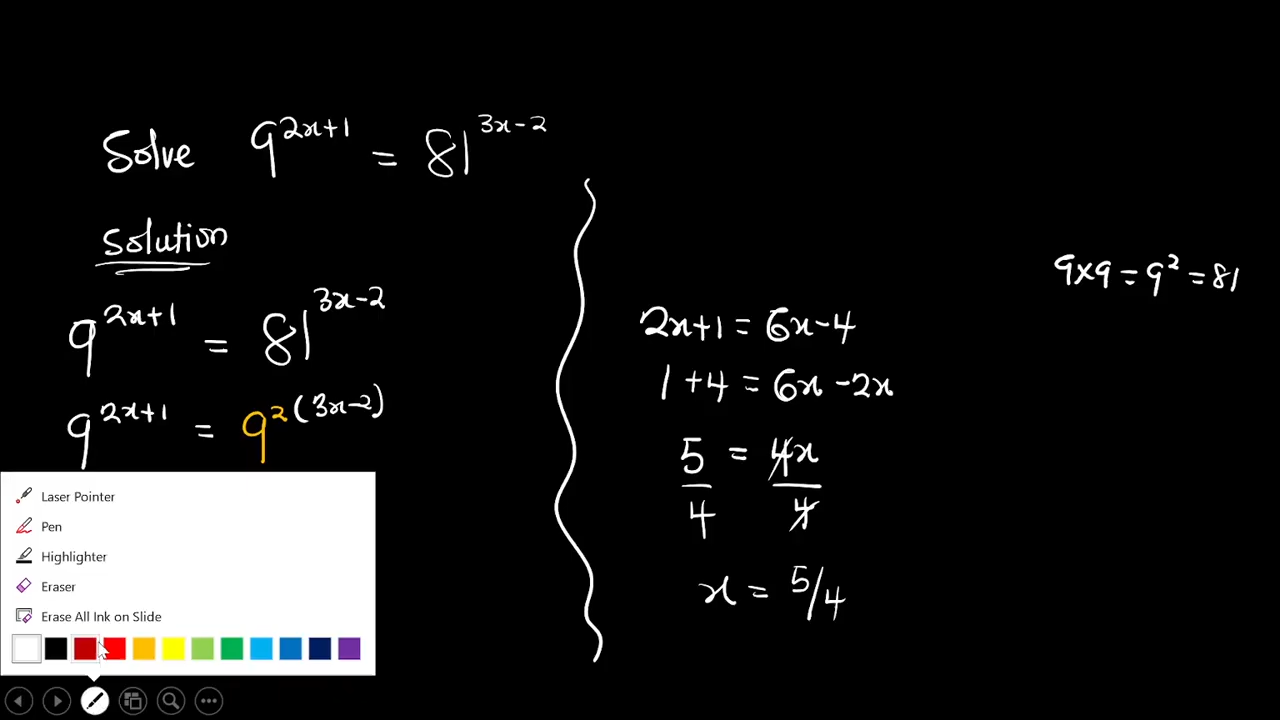 Solve 9^{2x+1} = 81^{3x-2}
Solution
9^{2x+1} = 81^{3x-2}
9^{2x+1} = 9^{2(3x-2)}
Laser Pointer
Pen
Highlighter
Eraser
Erase All Ink on Slide
9×9 = 9² = 81
2x+1 = 6x-4
1+4 = 6x-2x
5/4 = 4x/4
x = 5/4